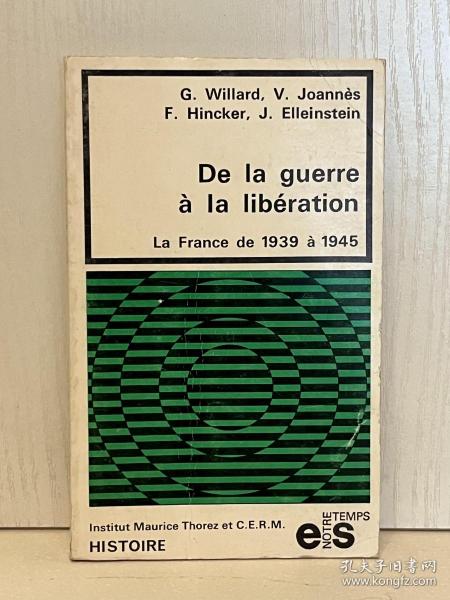 G. Willard, V. Joannès
F. Hincker, J. Elleinstein
De la guerre
à la libération
La France de 1939 à 1945
Institut Maurice Thorez et C.E.R.M.
HISTOIRE
es
NOTRE
TEMPS
孔夫子旧书网
www.kongfz.com